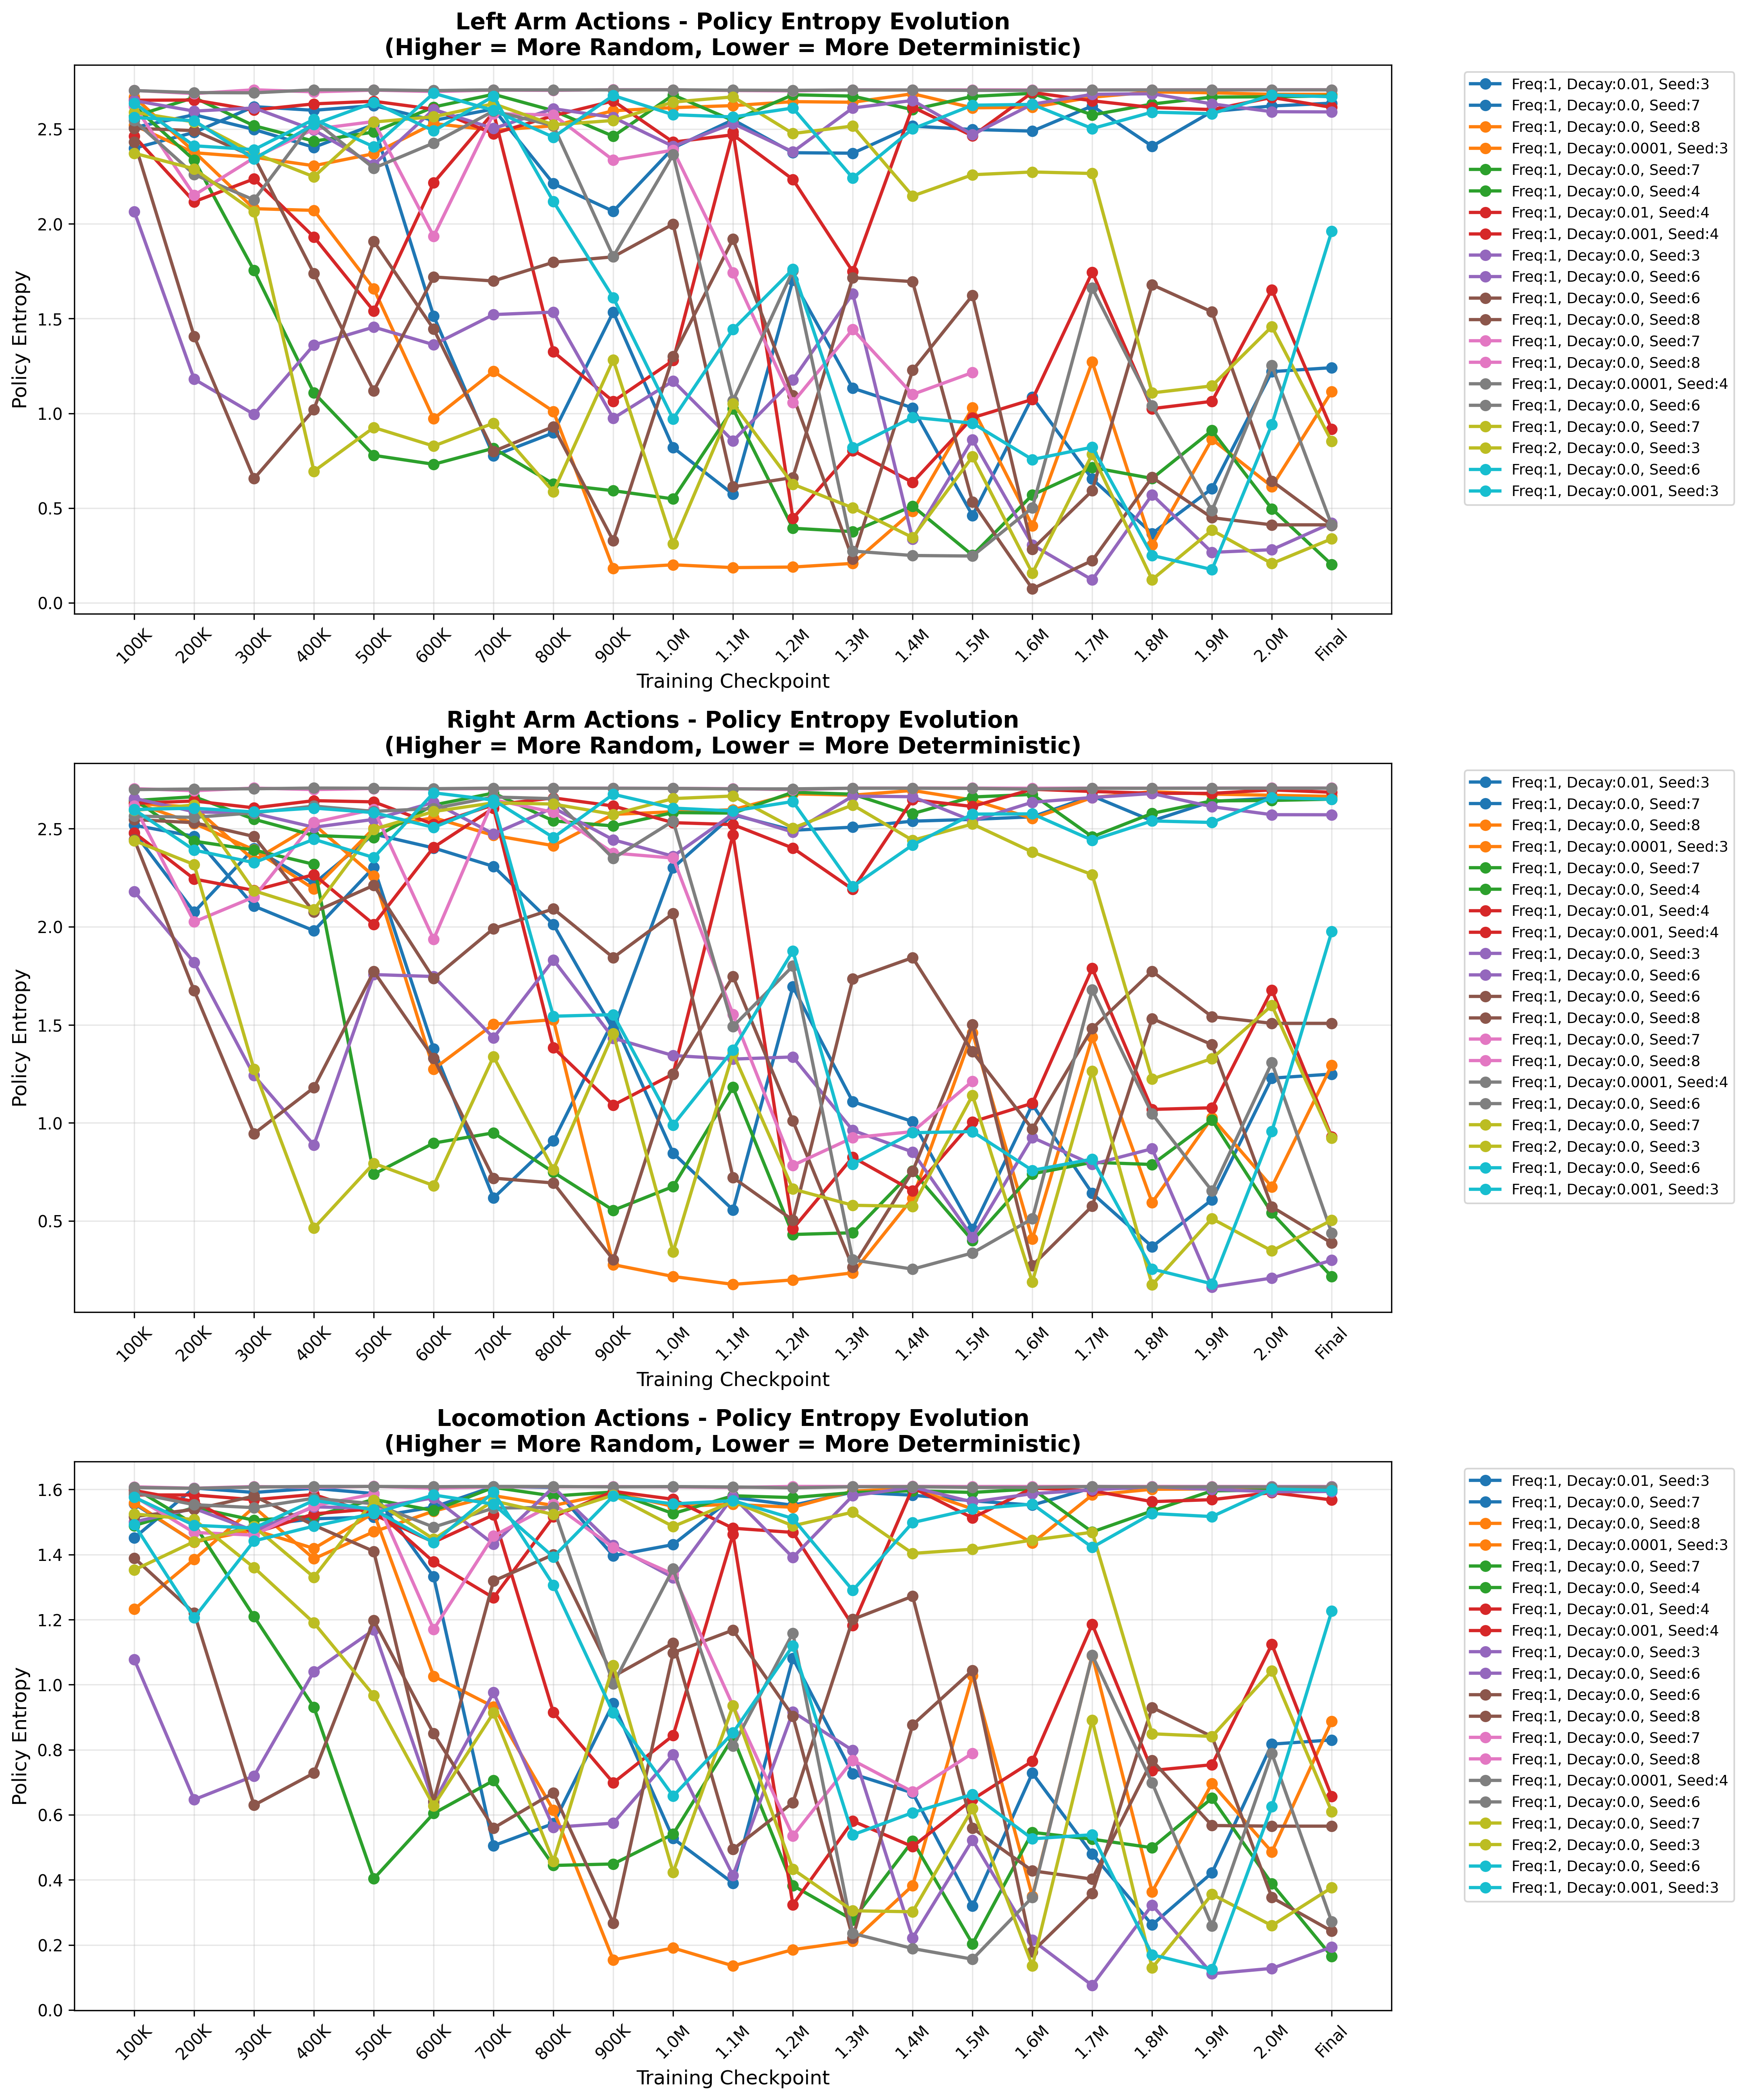 Left Arm Actions - Policy Entropy Evolution
(Higher = More Random, Lower = More Deterministic)
Policy Entropy
2.5
2.0
1.5
1.0
0.5
0.0
100K 200K 300K 400K 500K 600K 700K 800K 900K 1.0M 1.1M 1.2M 1.3M 1.4M 1.5M 1.6M 1.7M 1.8M 1.9M 2.0M Final
Training Checkpoint
Freq:1, Decay:0.01, Seed:3
Freq:1, Decay:0.0, Seed:7
Freq:1, Decay:0.0, Seed:8
Freq:1, Decay:0.0001, Seed:3
Freq:1, Decay:0.0, Seed:7
Freq:1, Decay:0.0, Seed:4
Freq:1, Decay:0.01, Seed:4
Freq:1, Decay:0.001, Seed:4
Freq:1, Decay:0.0, Seed:3
Freq:1, Decay:0.0, Seed:6
Freq:1, Decay:0.0, Seed:6
Freq:1, Decay:0.0, Seed:8
Freq:1, Decay:0.0, Seed:7
Freq:1, Decay:0.0, Seed:8
Freq:1, Decay:0.0001, Seed:4
Freq:1, Decay:0.0, Seed:6
Freq:1, Decay:0.0, Seed:7
Freq:2, Decay:0.0, Seed:3
Freq:1, Decay:0.0, Seed:6
Freq:1, Decay:0.001, Seed:3
Right Arm Actions - Policy Entropy Evolution
(Higher = More Random, Lower = More Deterministic)
Policy Entropy
2.5
2.0
1.5
1.0
0.5
100K 200K 300K 400K 500K 600K 700K 800K 900K 1.0M 1.1M 1.2M 1.3M 1.4M 1.5M 1.6M 1.7M 1.8M 1.9M 2.0M Final
Training Checkpoint
Freq:1, Decay:0.01, Seed:3
Freq:1, Decay:0.0, Seed:7
Freq:1, Decay:0.0, Seed:8
Freq:1, Decay:0.0001, Seed:3
Freq:1, Decay:0.0, Seed:7
Freq:1, Decay:0.0, Seed:4
Freq:1, Decay:0.01, Seed:4
Freq:1, Decay:0.001, Seed:4
Freq:1, Decay:0.0, Seed:3
Freq:1, Decay:0.0, Seed:6
Freq:1, Decay:0.0, Seed:6
Freq:1, Decay:0.0, Seed:8
Freq:1, Decay:0.0, Seed:7
Freq:1, Decay:0.0, Seed:8
Freq:1, Decay:0.0001, Seed:4
Freq:1, Decay:0.0, Seed:6
Freq:1, Decay:0.0, Seed:7
Freq:2, Decay:0.0, Seed:3
Freq:1, Decay:0.0, Seed:6
Freq:1, Decay:0.001, Seed:3
Locomotion Actions - Policy Entropy Evolution
(Higher = More Random, Lower = More Deterministic)
Policy Entropy
1.6
1.4
1.2
1.0
0.8
0.6
0.4
0.2
0.0
100K 200K 300K 400K 500K 600K 700K 800K 900K 1.0M 1.1M 1.2M 1.3M 1.4M 1.5M 1.6M 1.7M 1.8M 1.9M 2.0M Final
Training Checkpoint
Freq:1, Decay:0.01, Seed:3
Freq:1, Decay:0.0, Seed:7
Freq:1, Decay:0.0, Seed:8
Freq:1, Decay:0.0001, Seed:3
Freq:1, Decay:0.0, Seed:7
Freq:1, Decay:0.0, Seed:4
Freq:1, Decay:0.01, Seed:4
Freq:1, Decay:0.001, Seed:4
Freq:1, Decay:0.0, Seed:3
Freq:1, Decay:0.0, Seed:6
Freq:1, Decay:0.0, Seed:6
Freq:1, Decay:0.0, Seed:8
Freq:1, Decay:0.0, Seed:7
Freq:1, Decay:0.0, Seed:8
Freq:1, Decay:0.0001, Seed:4
Freq:1, Decay:0.0, Seed:6
Freq:1, Decay:0.0, Seed:7
Freq:2, Decay:0.0, Seed:3
Freq:1, Decay:0.0, Seed:6
Freq:1, Decay:0.001, Seed:3